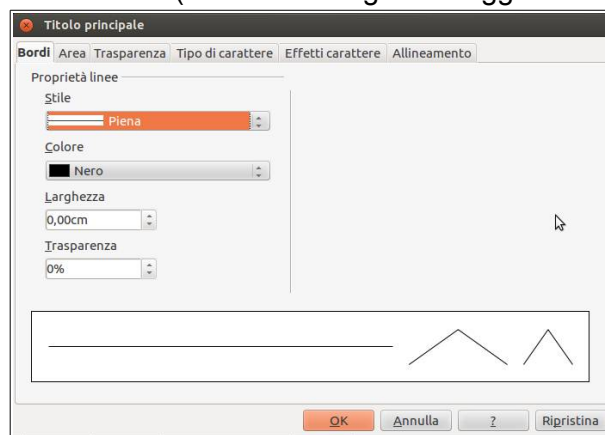 Titolo principale
Bordi Area Trasparenza Tipo di carattere Effetti carattere Allineamento
Proprietà linee
Stile
Piena
Colore
Nero
Larghezza
0,00cm
Trasparenza
0%
OK Annulla ? Ripristina